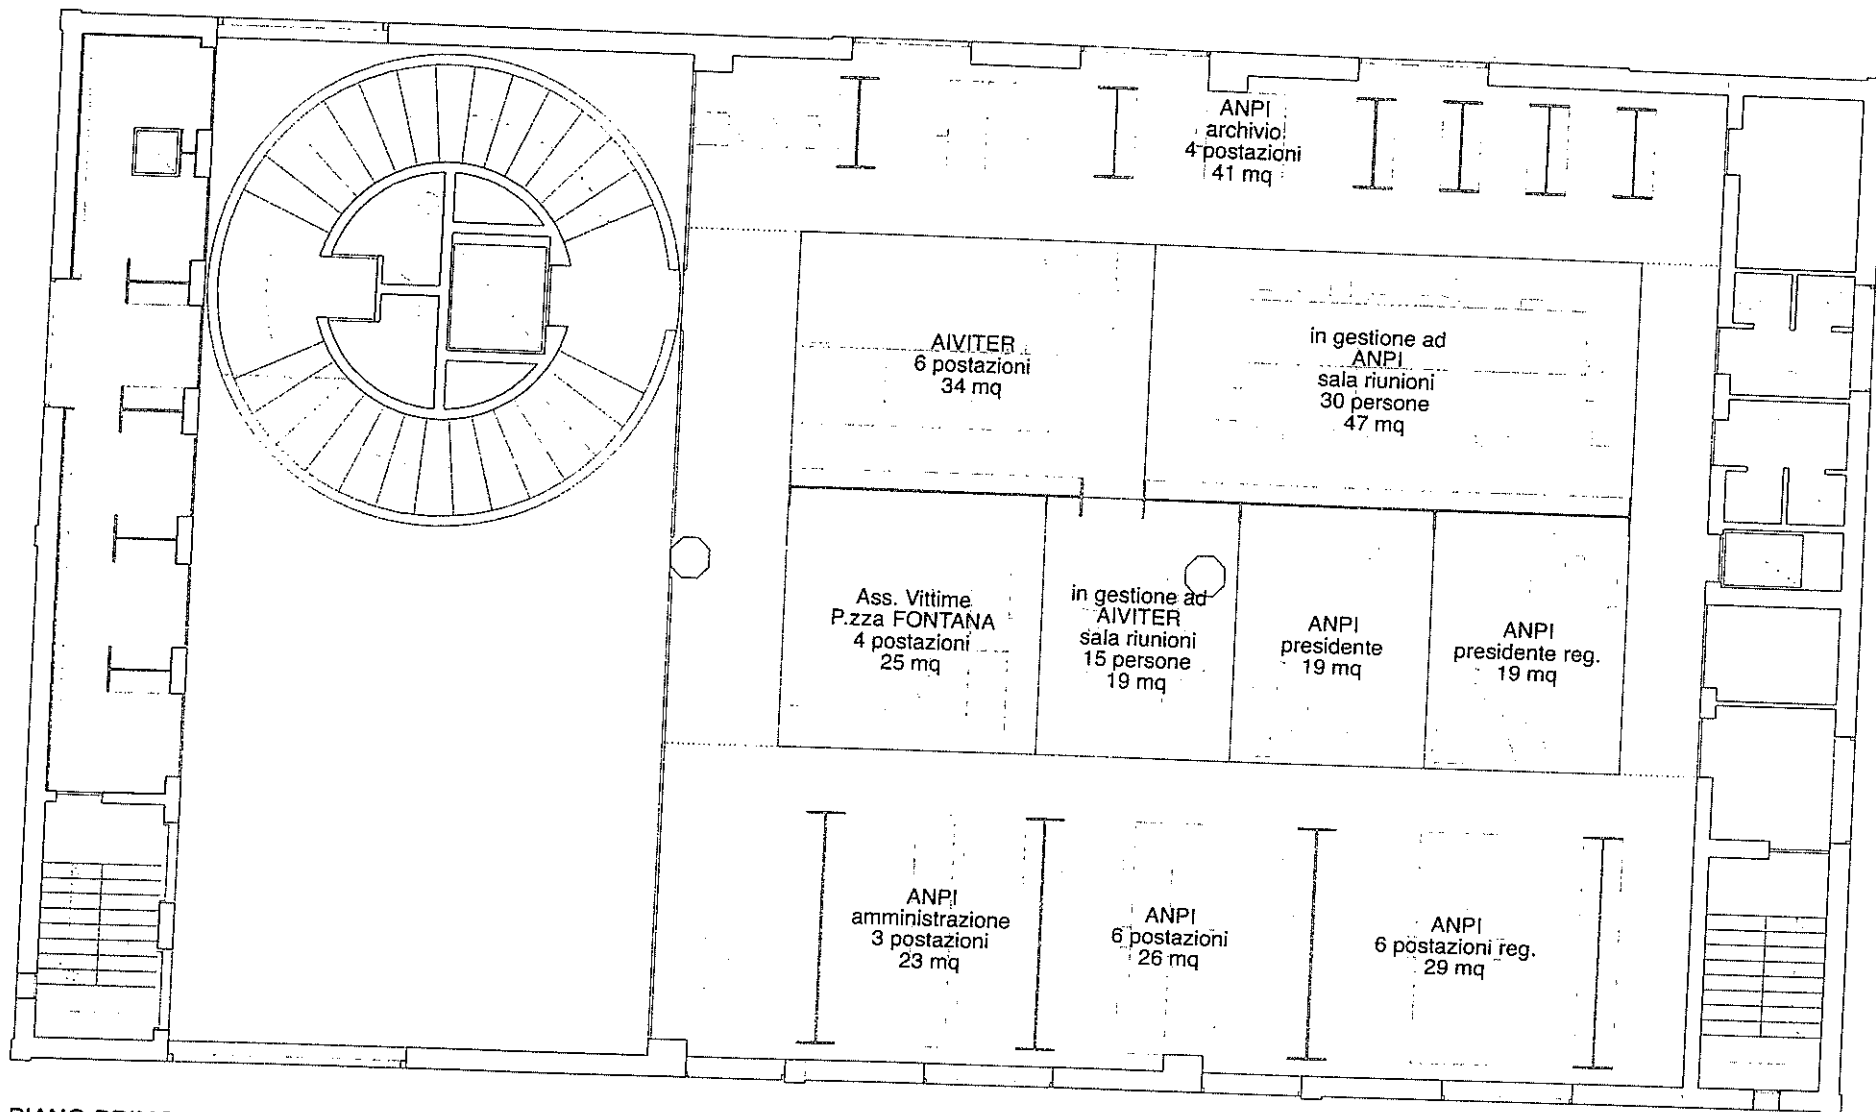 ANPI
archivio
4 postazioni
41 mq
AIVITER
6 postazioni
34 mq
in gestione ad
ANPI
sala riunioni
30 persone
47 mq
Ass. Vittime
P.zza FONTANA
4 postazioni
25 mq
in gestione ad
AIVITER
sala riunioni
15 persone
19 mq
ANPI
presidente
19 mq
ANPI
presidente reg.
19 mq
ANPI
amministrazione
3 postazioni
23 mq
ANPI
6 postazioni
26 mq
ANPI
6 postazioni reg.
29 mq
PIANO PRIMO